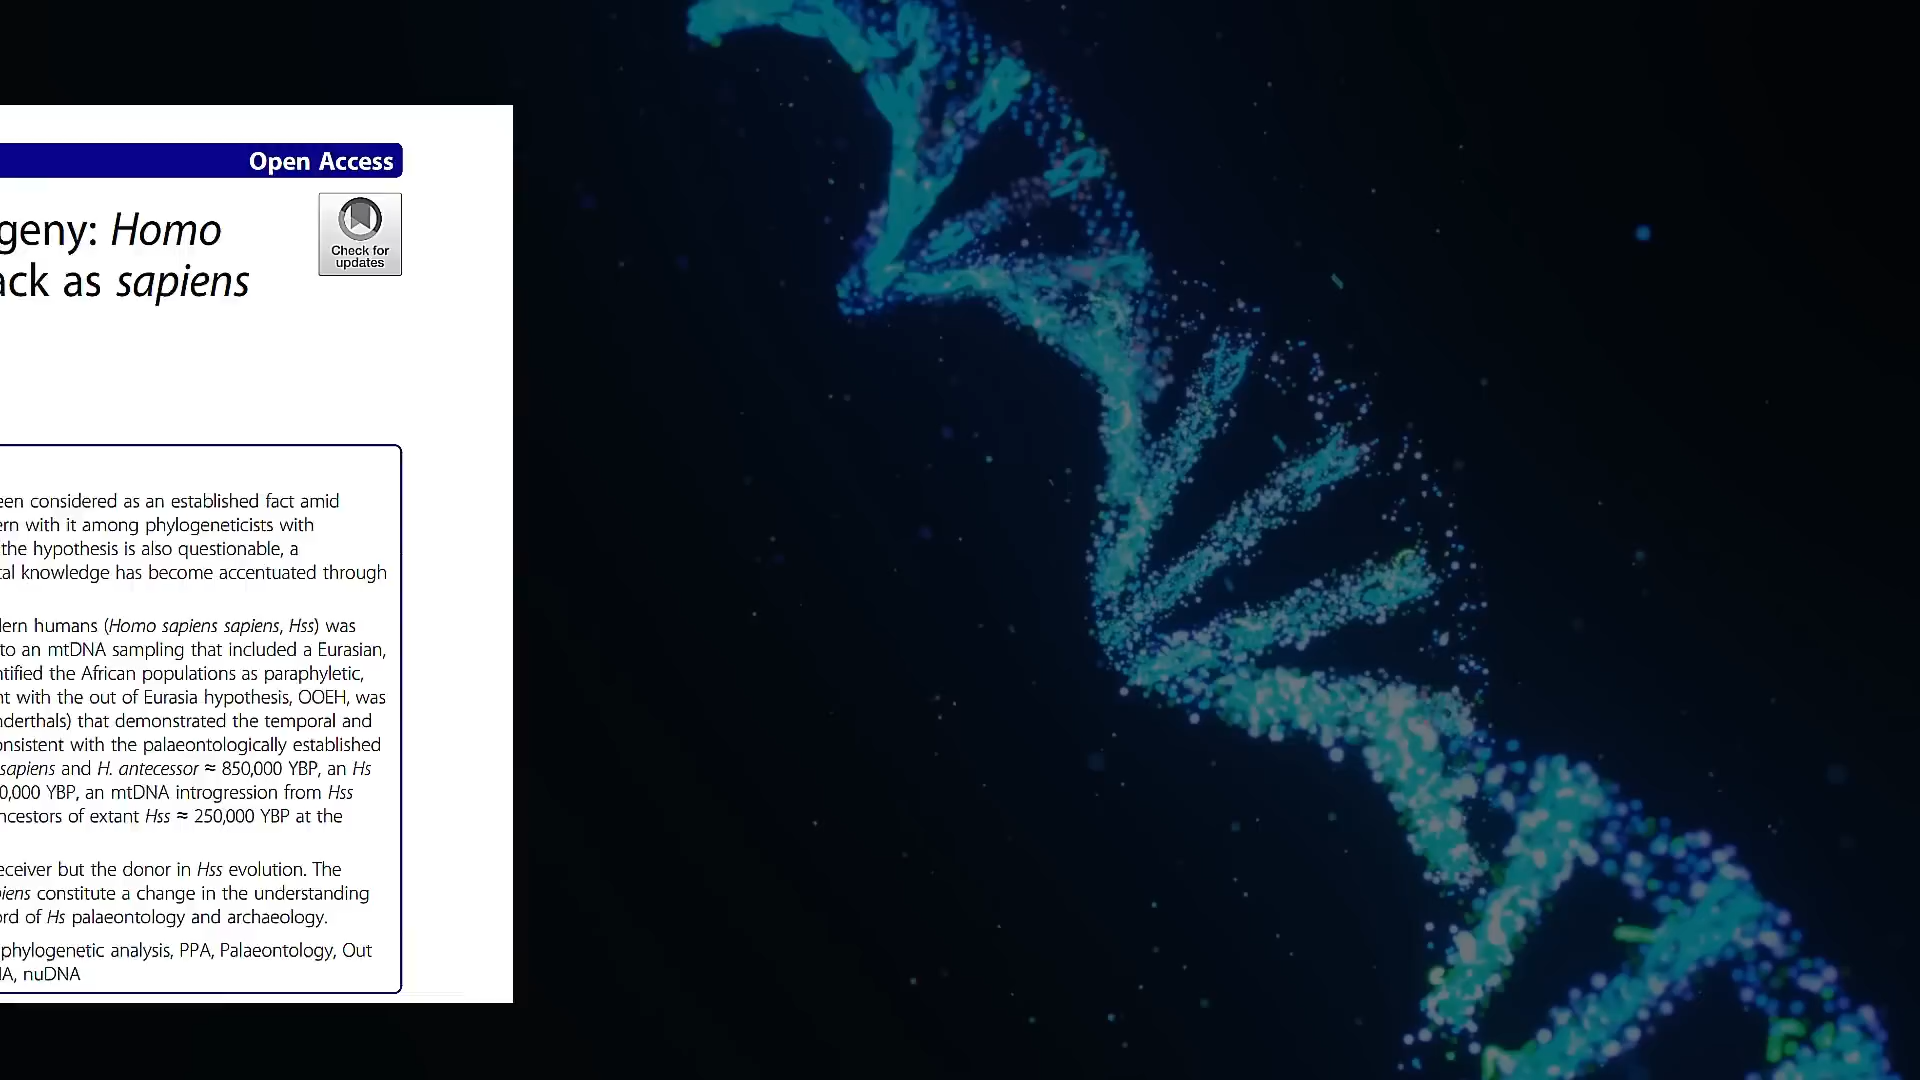 Open Access
geny: Homo
Check for
updates
ack as sapiens
een considered as an established fact amid
ern with it among phylogeneticists with
the hypothesis is also questionable, a
cal knowledge has become accentuated through
dern humans (Homo sapiens sapiens, Hss) was
to an mtDNA sampling that included a Eurasian,
ntified the African populations as paraphyletic,
nt with the out of Eurasia hypothesis, OOEH, was
nderthals) that demonstrated the temporal and
onsistent with the palaeontologically established
sapiens and H. antecessor ≈ 850,000 YBP, an Hs
0,000 YBP, an mtDNA introgression from Hss
ncestors of extant Hss ≈ 250,000 YBP at the
eceiver but the donor in Hss evolution. The
piens constitute a change in the understanding
ord of Hs palaeontology and archaeology.
phylogenetic analysis, PPA, Palaeontology, Out
NA, nuDNA